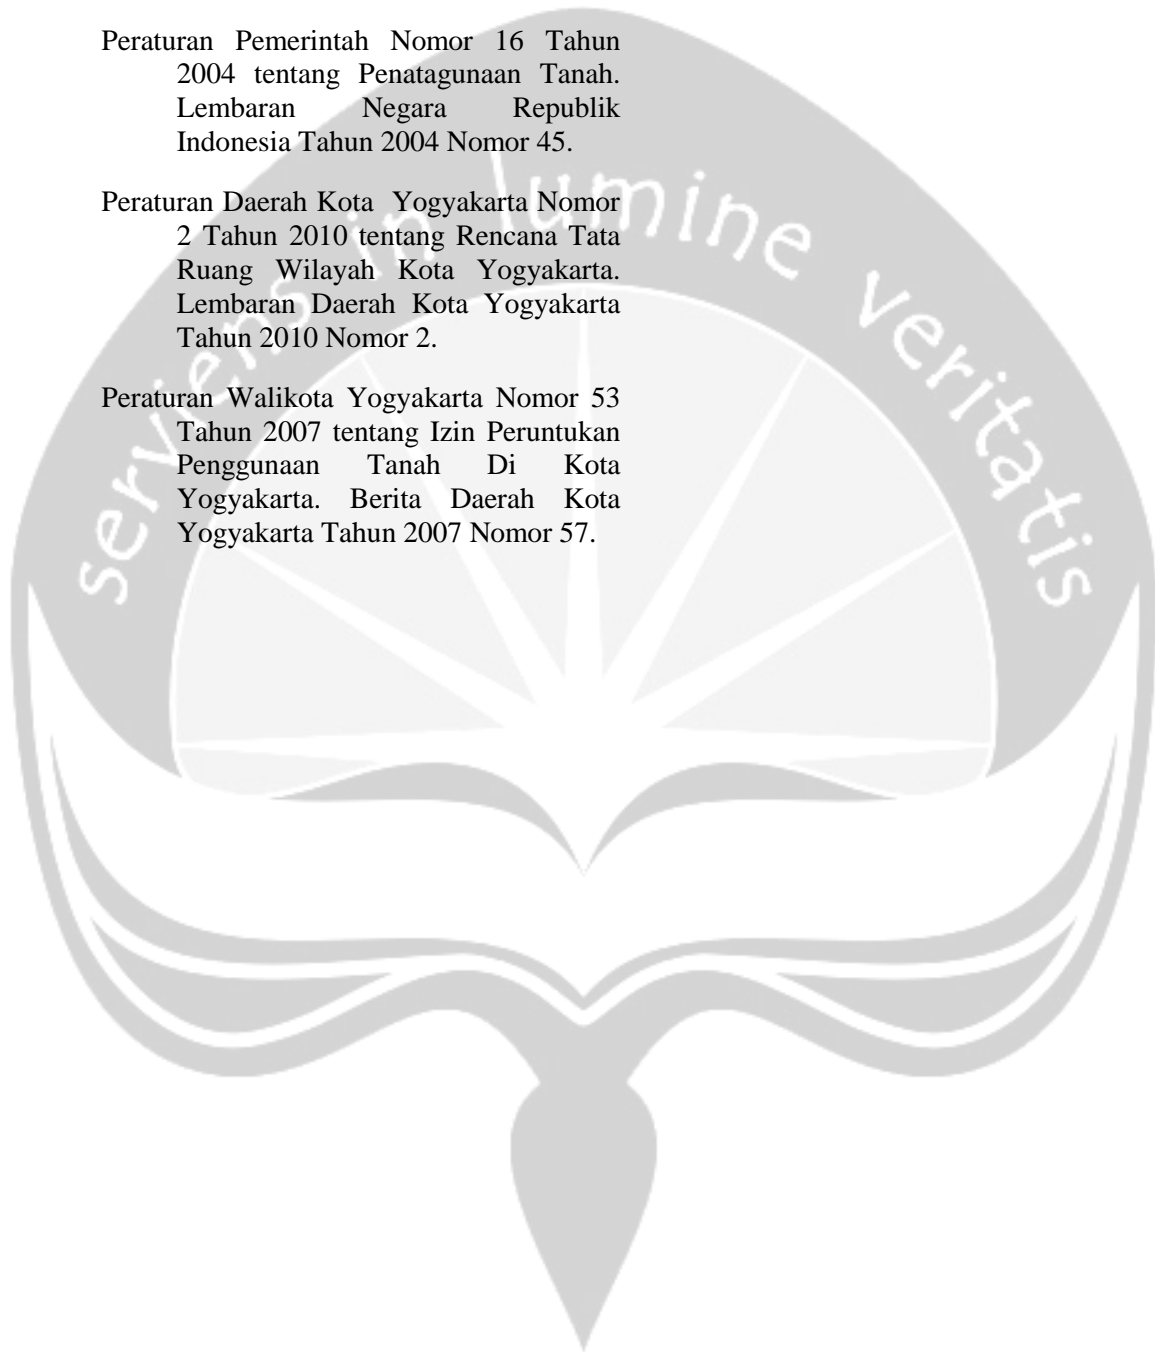 Peraturan Pemerintah Nomor 16 Tahun
2004 tentang Penatagunaan Tanah.
Lembaran Negara Republik
Indonesia Tahun 2004 Nomor 45.
Peraturan Daerah Kota Yogyakarta Nomor
2 Tahun 2010 tentang Rencana Tata
Ruang Wilayah Kota Yogyakarta.
Lembaran Daerah Kota Yogyakarta
Tahun 2010 Nomor 2.
Peraturan Walikota Yogyakarta Nomor 53
Tahun 2007 tentang Izin Peruntukan
Penggunaan Tanah Di Kota
Yogyakarta. Berita Daerah Kota
Yogyakarta Tahun 2007 Nomor 57.
serviens in lumine veritatis